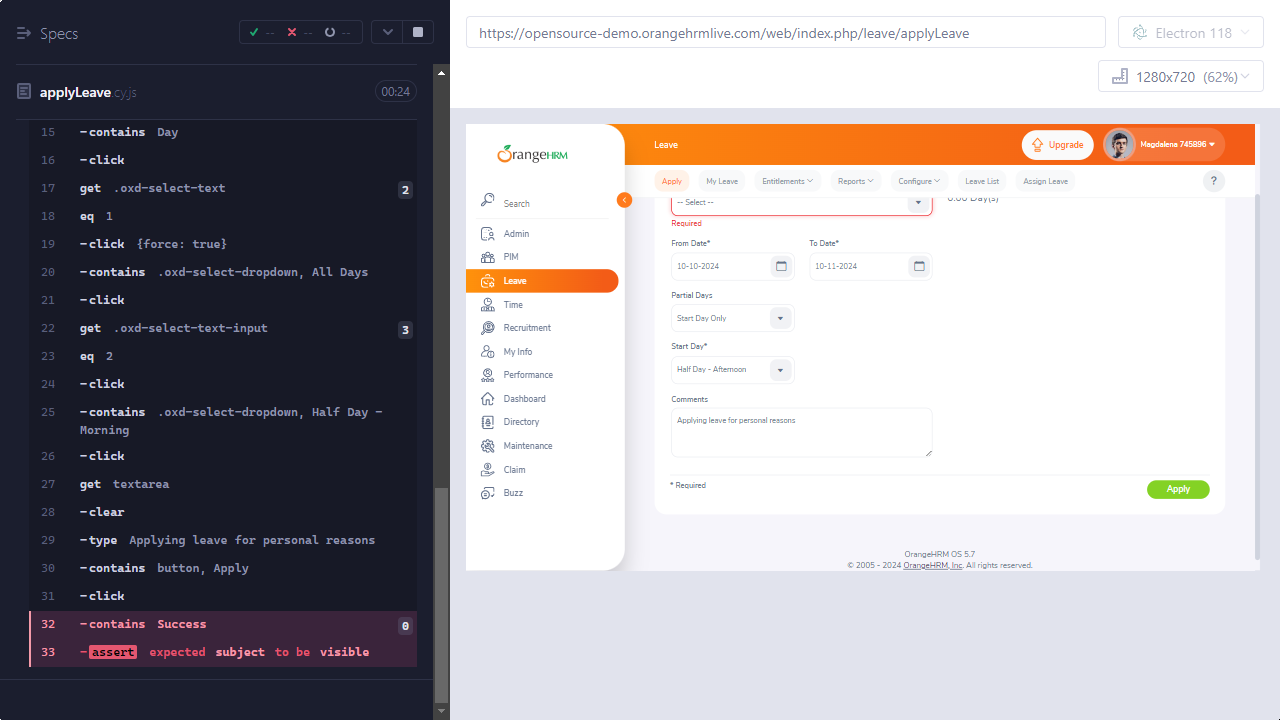 Specs
-- -- --
applyLeave.cy.js
00:24
15 -contains Day
16 -click
17 get .oxd-select-text 2
18 eq 1
19 -click {force: true}
20 -contains .oxd-select-dropdown, All Days
21 -click
22 get .oxd-select-text-input 3
23 eq 2
24 -click
25 -contains .oxd-select-dropdown, Half Day -
Morning
26 -click
27 get textarea
28 -clear
29 -type Applying leave for personal reasons
30 -contains button, Apply
31 -click
32 -contains Success 0
33 -assert expected subject to be visible
https://opensource-demo.orangehrmlive.com/web/index.php/leave/applyLeave
Electron 118
1280x720 (62%)
OrangeHRM
Search
Admin
PIM
Leave
Time
Recruitment
My Info
Performance
Dashboard
Directory
Maintenance
Claim
Buzz
Leave
Upgrade
Magdalena 745896
Apply My Leave Entitlements Reports Configure Leave List Assign Leave ?
-- Select --
0.00 Day(s)
Required
From Date* To Date*
10-10-2024 10-11-2024
Partial Days
Start Day Only
Start Day*
Half Day - Afternoon
Comments
Applying leave for personal reasons
* Required
Apply
OrangeHRM OS 5.7
© 2005 - 2024 OrangeHRM, Inc. All rights reserved.